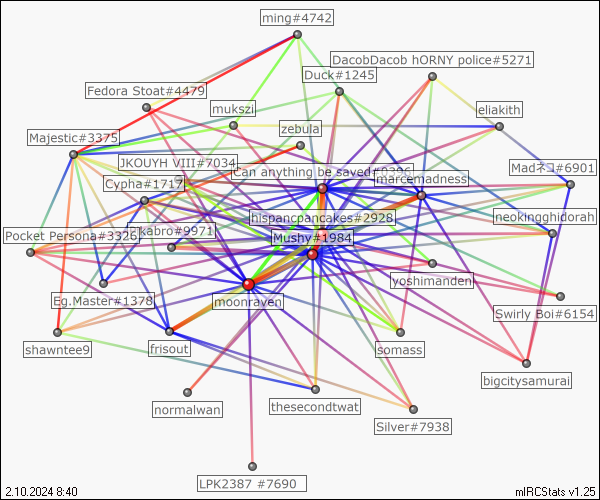 ming#4742
DacobDacob hORNY police#5271
Duck#1245
Fedora Stoat#4479
mukszi
eliakith
zebula
Majestic#3375
JKOUYH VIII#7034
Can anything be saved#0396
marcemadness
Madネコ#6901
Cypha#1717
hispancpancakes#2928
neokingghidorah
Pocket Persona#3326
kabro#9971
Mushy#1984
yoshimanden
Eg.Master#1378
moonraven
Swirly Boi#6154
shawntee9
frisout
somass
bigcitysamurai
normalwan
thesecondtwat
Silver#7938
LPK2387 #7690
2.10.2024 8:40
mIRCStats v1.25